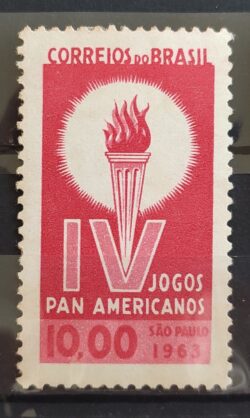 CORREIOS DO BRASIL
IV JOGOS
PAN AMERICANOS
10,00 SÃO PAULO
1963